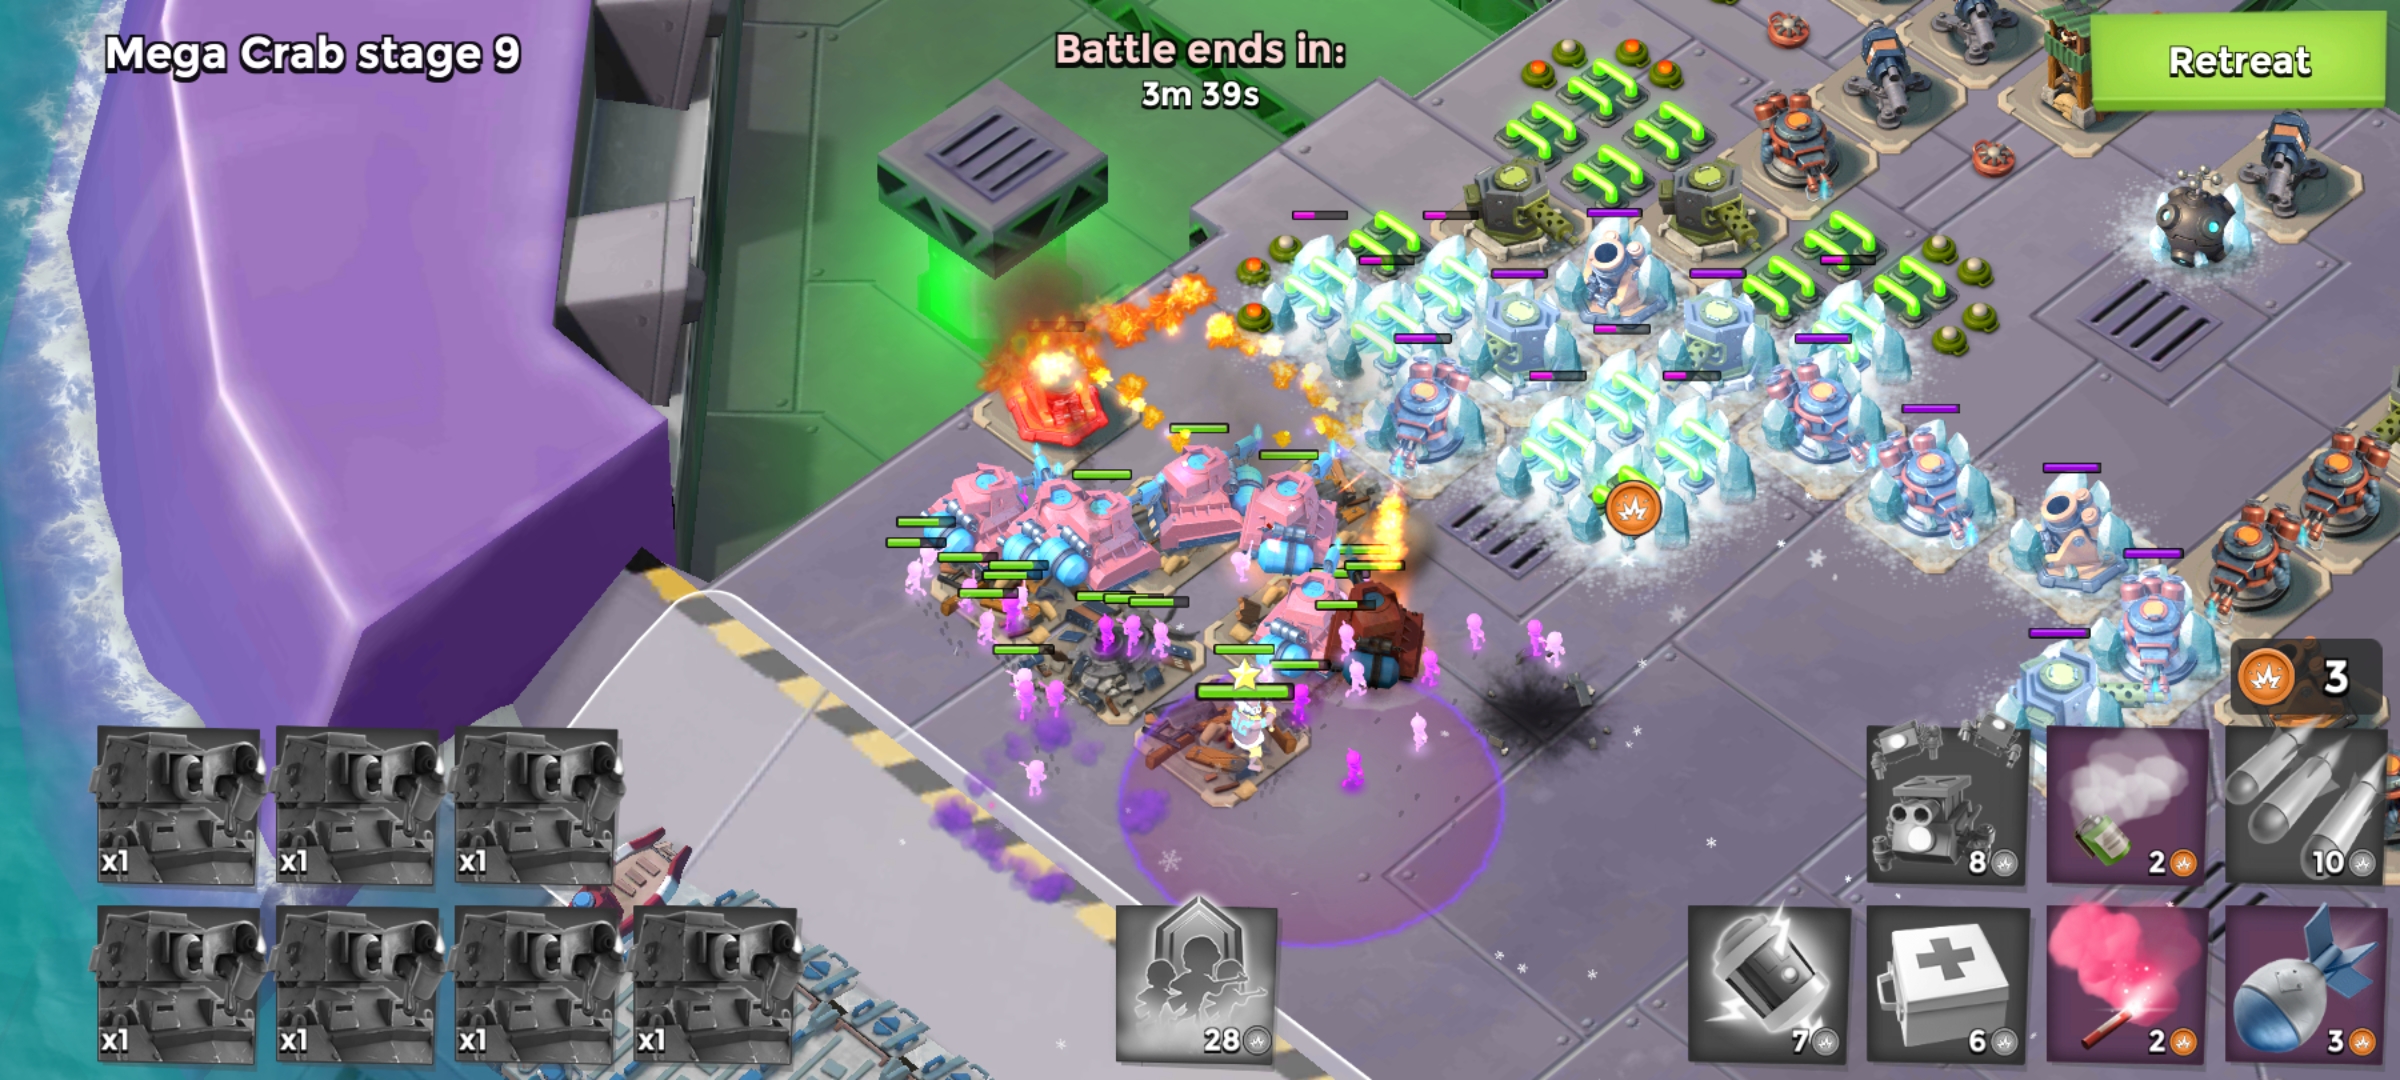 Mega Crab stage 9
Battle ends in:
3m 39s
Retreat
3
x1
x1
x1
8
2
10
x1
x1
x1
x1
28
7
6
2
3